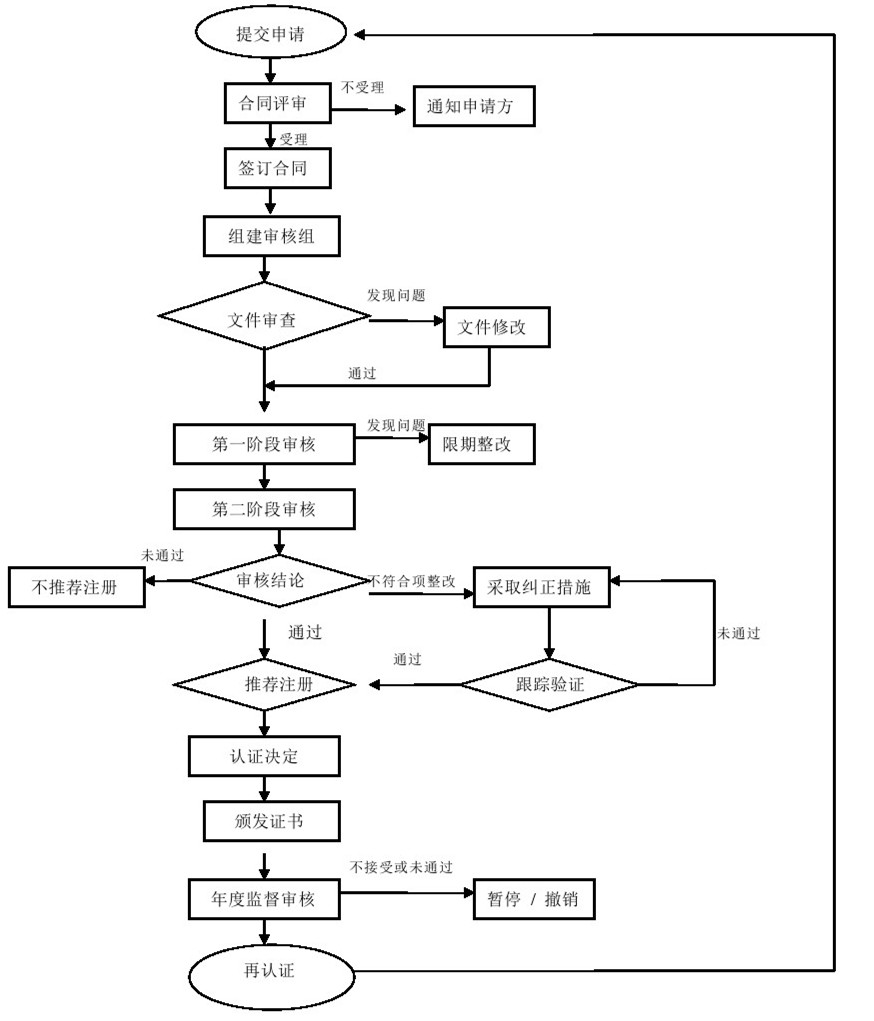 提交申请
不受理
合同评审
通知申请方
受理
签订合同
组建审核组
发现问题
文件审查
文件修改
通过
发现问题
第一阶段审核
限期整改
第二阶段审核
未通过
审核结论
不符合项整改
不推荐注册
采取纠正措施
通过
未通过
通过
推荐注册
跟踪验证
认证决定
颁发证书
不接受或未通过
年度监督审核
暂停 / 撤销
再认证